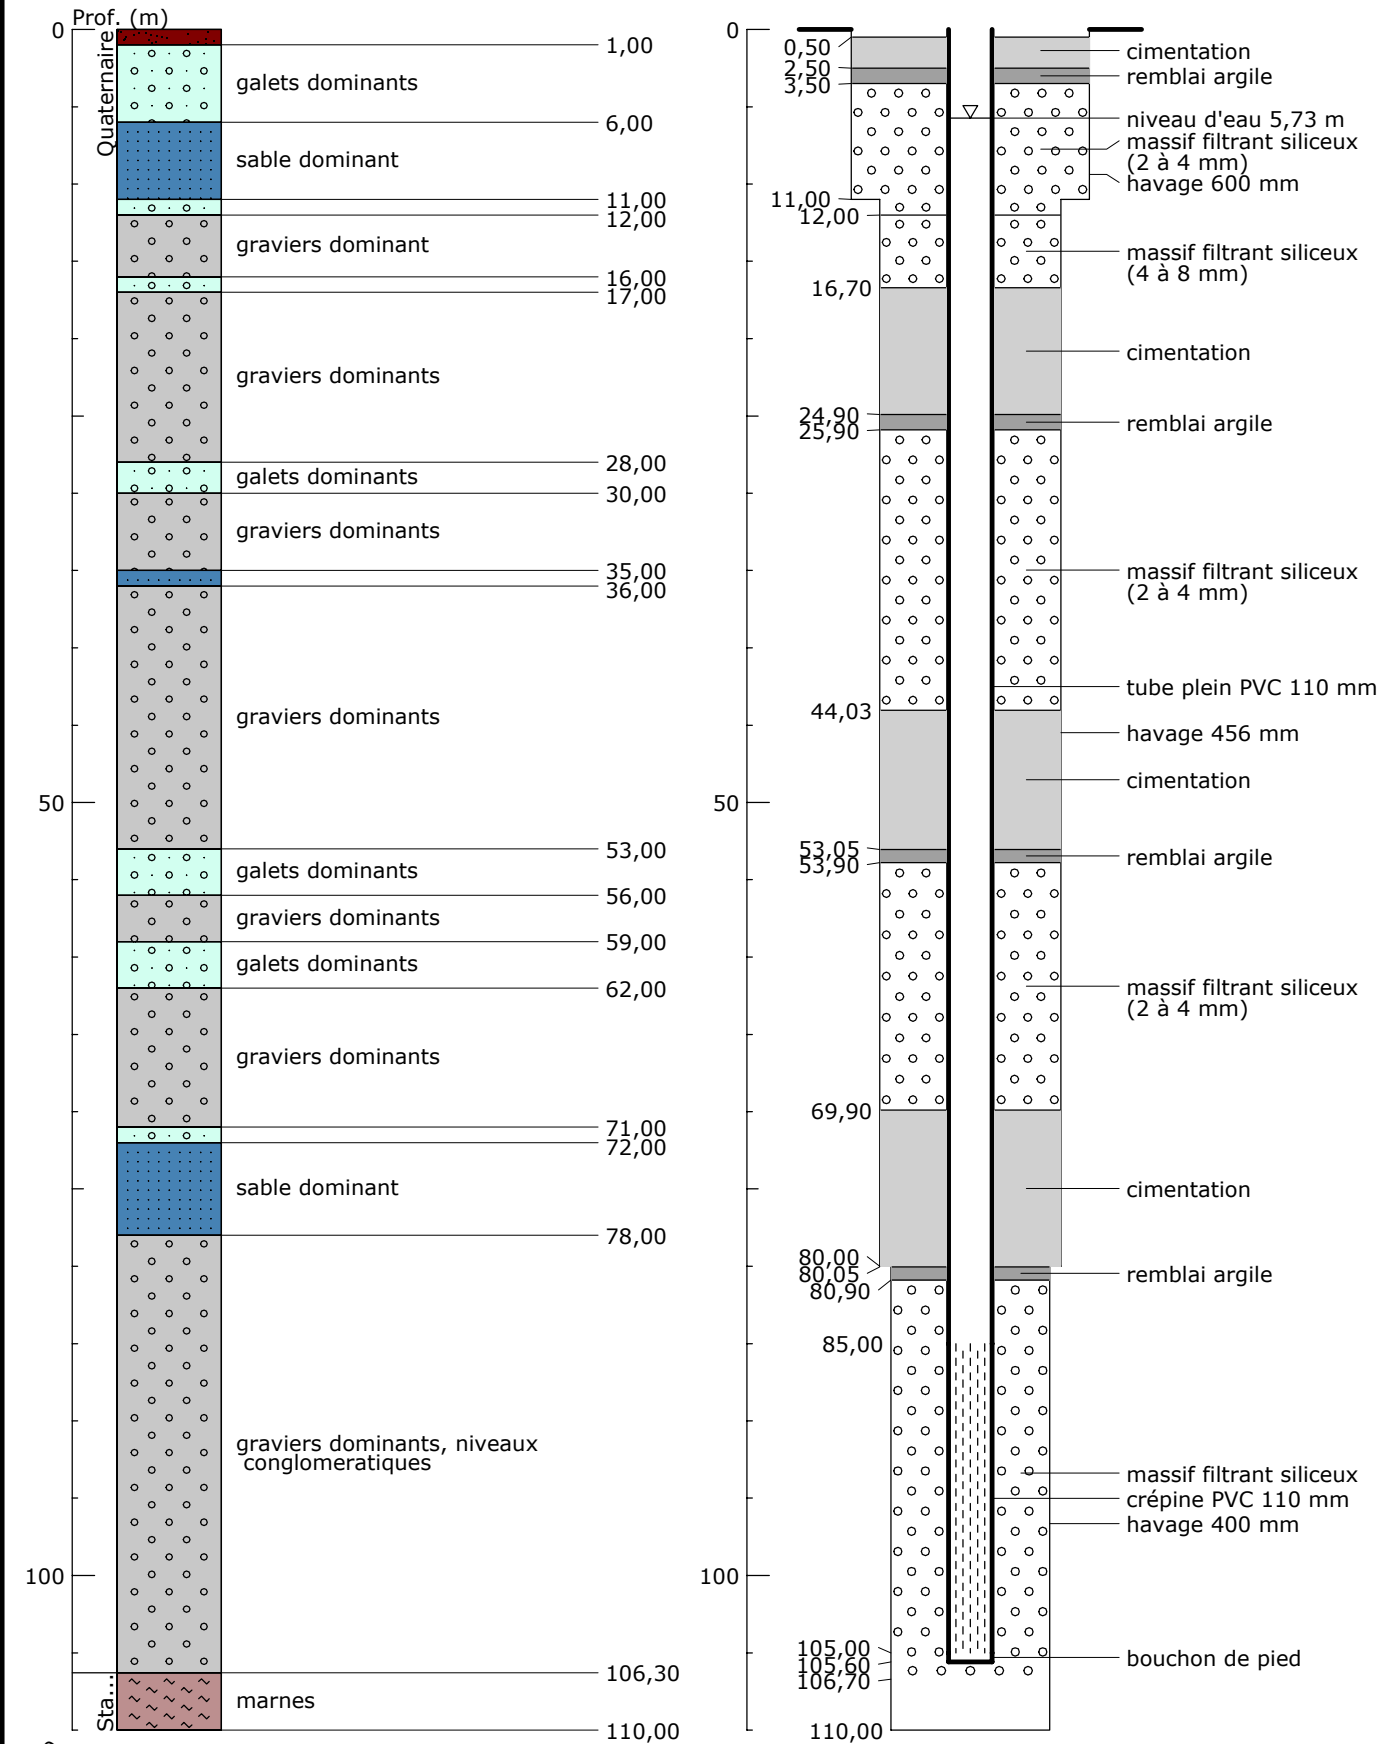 Prof. (m)
0
50
100
Quaternaire
Sta...
1,00
galets dominants
6,00
sable dominant
11,00
12,00
graviers dominant
16,00
17,00
graviers dominants
28,00
galets dominants
30,00
graviers dominants
35,00
36,00
graviers dominants
53,00
galets dominants
56,00
graviers dominants
59,00
galets dominants
62,00
graviers dominants
71,00
72,00
sable dominant
78,00
graviers dominants, niveaux
conglomeratiques
106,30
marnes
110,00
0
50
100
0,50
2,50
3,50
11,00
12,00
16,70
24,90
25,90
44,03
53,05
53,90
69,90
80,00
80,05
80,90
85,00
105,00
105,60
106,70
110,00
cimentation
remblai argile
niveau d'eau 5,73 m
massif filtrant siliceux
(2 à 4 mm)
havage 600 mm
massif filtrant siliceux
(4 à 8 mm)
cimentation
remblai argile
massif filtrant siliceux
(2 à 4 mm)
tube plein PVC 110 mm
havage 456 mm
cimentation
remblai argile
massif filtrant siliceux
(2 à 4 mm)
cimentation
remblai argile
massif filtrant siliceux
crépine PVC 110 mm
havage 400 mm
bouchon de pied